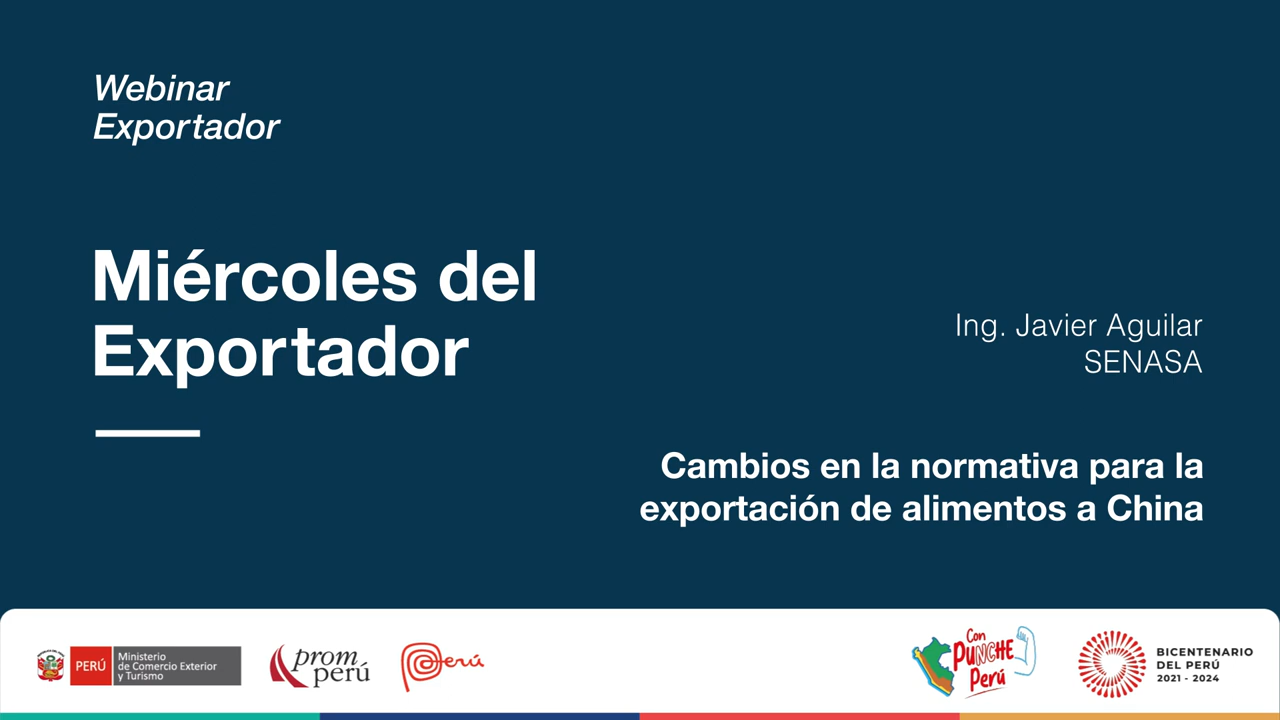 Webinar
Exportador
Miércoles del
Exportador
Ing. Javier Aguilar
SENASA
Cambios en la normativa para la
exportación de alimentos a China
PERÚ
Ministerio
de Comercio Exterior
y Turismo
prom
perú
Perú
Con
PUNCHE
Perú
BICENTENARIO
DEL PERÚ
2021 - 2024